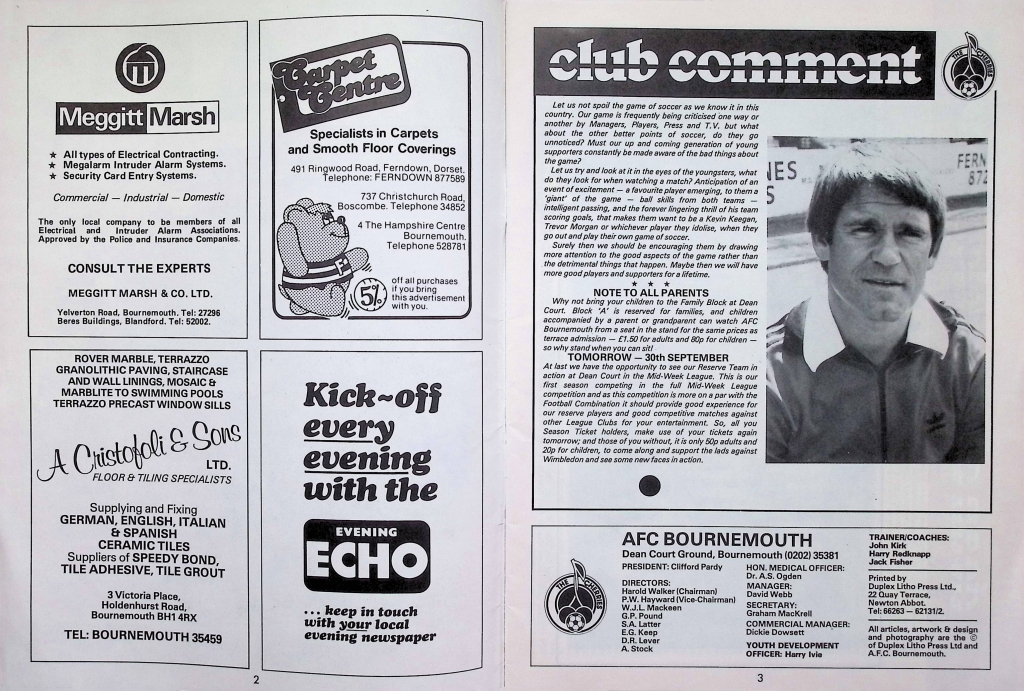 Meggitt Marsh
★ All types of Electrical Contracting.
★ Megalarm Intruder Alarm Systems.
★ Security Card Entry Systems.
Commercial — Industrial — Domestic
The only local company to be members of all
Electrical and Intruder Alarm Associations.
Approved by the Police and Insurance Companies.
CONSULT THE EXPERTS
MEGGITT MARSH & CO. LTD.
Yelverton Road, Bournemouth. Tel: 27296
Beres Buildings, Blandford. Tel: 52002.
Carpet
Centre
Specialists in Carpets
and Smooth Floor Coverings
491 Ringwood Road, Ferndown, Dorset.
Telephone: FERNDOWN 877589
737 Christchurch Road,
Boscombe. Telephone 34852
4 The Hampshire Centre
Bournemouth.
Telephone 528781
F
5%
off all purchases
if you bring
this advertisement
with you.
ROVER MARBLE, TERRAZZO
GRANOLITHIC PAVING, STAIRCASE
AND WALL LININGS, MOSAIC &
MARBLITE TO SWIMMING POOLS
TERRAZZO PRECAST WINDOW SILLS
A Cristofoli & Sons
LTD.
FLOOR & TILING SPECIALISTS
Supplying and Fixing
GERMAN, ENGLISH, ITALIAN
& SPANISH
CERAMIC TILES
Suppliers of SPEEDY BOND,
TILE ADHESIVE, TILE GROUT
3 Victoria Place,
Holdenhurst Road,
Bournemouth BH1 4RX
TEL: BOURNEMOUTH 35459
Kick~off
every
evening
with the
EVENING
ECHO
... keep in touch
with your local
evening newspaper
2
club comment
THE CHERRIES
Let us not spoil the game of soccer as we know it in this
country. Our game is frequently being criticised one way or
another by Managers, Players, Press and T.V. but what
about the other better points of soccer, do they go
unnoticed? Must our up and coming generation of young
supporters constantly be made aware of the bad things about
the game?
Let us try and look at it in the eyes of the youngsters, what
do they look for when watching a match? Anticipation of an
event of excitement — a favourite player emerging, to them a
'giant' of the game — ball skills from both teams —
intelligent passing, and the forever lingering thrill of his team
scoring goals, that makes them want to be a Kevin Keegan,
Trevor Morgan or whichever player they idolise, when they
go out and play their own game of soccer.
Surely then we should be encouraging them by drawing
more attention to the good aspects of the game rather than
the detrimental things that happen. Maybe then we will have
more good players and supporters for a lifetime.
★ ★ ★
NOTE TO ALL PARENTS
Why not bring your children to the Family Block at Dean
Court. Block 'A' is reserved for families, and children
accompanied by a parent or grandparent can watch AFC
Bournemouth from a seat in the stand for the same prices as
terrace admission — £1.50 for adults and 80p for children —
so why stand when you can sit!
TOMORROW — 30th SEPTEMBER
At last we have the opportunity to see our Reserve Team in
action at Dean Court in the Mid-Week League. This is our
first season competing in the full Mid-Week League
competition and as this competition is more on a par with the
Football Combination it should provide good experience for
our reserve players and good competitive matches against
other League Clubs for your entertainment. So, all you
Season Ticket holders, make use of your tickets again
tomorrow; and those of you without, it is only 50p adults and
20p for children, to come along and support the lads against
Wimbledon and see some new faces in action.
NES
S
FERN
872
THE CHERRIES
AFC BOURNEMOUTH
Dean Court Ground, Bournemouth (0202) 35381
PRESIDENT: Clifford Pardy
DIRECTORS:
Harold Walker (Chairman)
P.W. Hayward (Vice-Chairman)
W.J.L. Mackeen
G.P. Pound
S.A. Latter
E.G. Keep
D.R. Lever
A. Stock
HON. MEDICAL OFFICER:
Dr. A.S. Ogden
MANAGER:
David Webb
SECRETARY:
Graham MacKrell
COMMERCIAL MANAGER:
Dickie Dowsett
YOUTH DEVELOPMENT
OFFICER: Harry Ivie
TRAINER/COACHES:
John Kirk
Harry Redknapp
Jack Fisher
Printed by
Duplex Litho Press Ltd.,
22 Quay Terrace,
Newton Abbot.
Tel: 66263 — 62131/2.
All articles, artwork & design
and photography are the ©
of Duplex Litho Press Ltd and
A.F.C. Bournemouth.
3